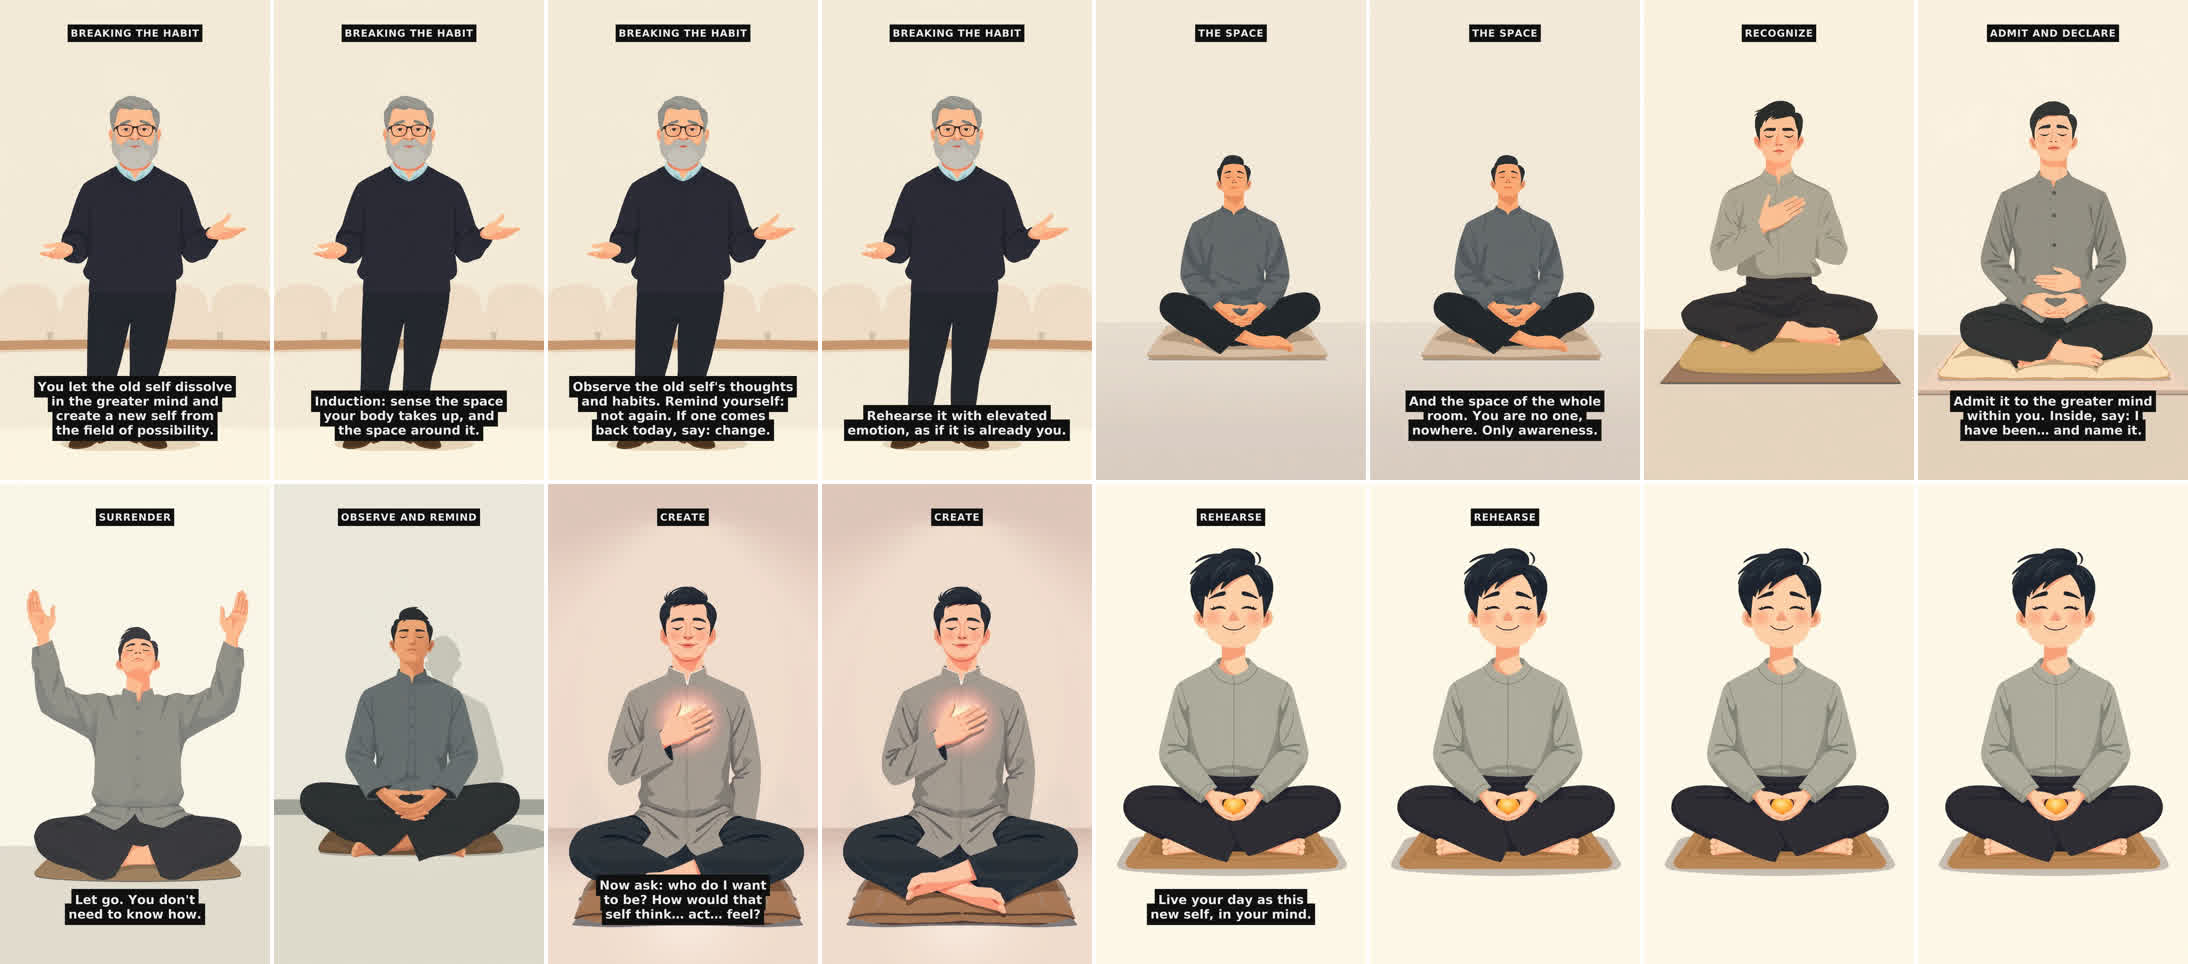 BREAKING THE HABIT
You let the old self dissolve
in the greater mind and
create a new self from
the field of possibility.
BREAKING THE HABIT
Induction: sense the space
your body takes up, and
the space around it.
BREAKING THE HABIT
Observe the old self's thoughts
and habits. Remind yourself:
not again. If one comes
back today, say: change.
BREAKING THE HABIT
Rehearse it with elevated
emotion, as if it is already you.
THE SPACE
THE SPACE
And the space of the whole
room. You are no one,
nowhere. Only awareness.
RECOGNIZE
ADMIT AND DECLARE
Admit it to the greater mind
within you. Inside, say: I
have been... and name it.
SURRENDER
Let go. You don't
need to know how.
OBSERVE AND REMIND
CREATE
Now ask: who do I want
to be? How would that
self think... act... feel?
CREATE
REHEARSE
Live your day as this
new self, in your mind.
REHEARSE